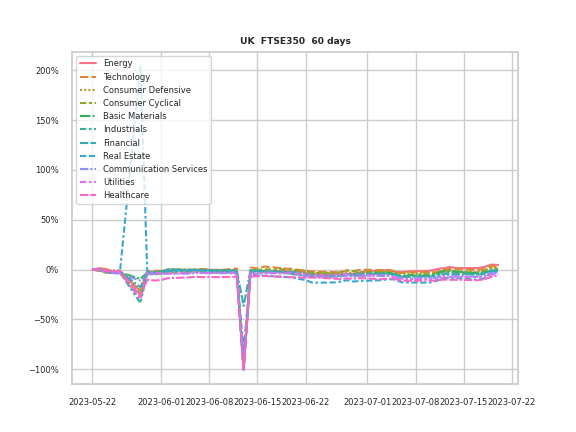 UK FTSE350 60 days
200%
150%
100%
50%
0%
−50%
−100%
Energy
Technology
Consumer Defensive
Consumer Cyclical
Basic Materials
Industrials
Financial
Real Estate
Communication Services
Utilities
Healthcare
2023-05-22 2023-06-01 2023-06-08 2023-06-15 2023-06-22 2023-07-01 2023-07-08 2023-07-15 2023-07-22